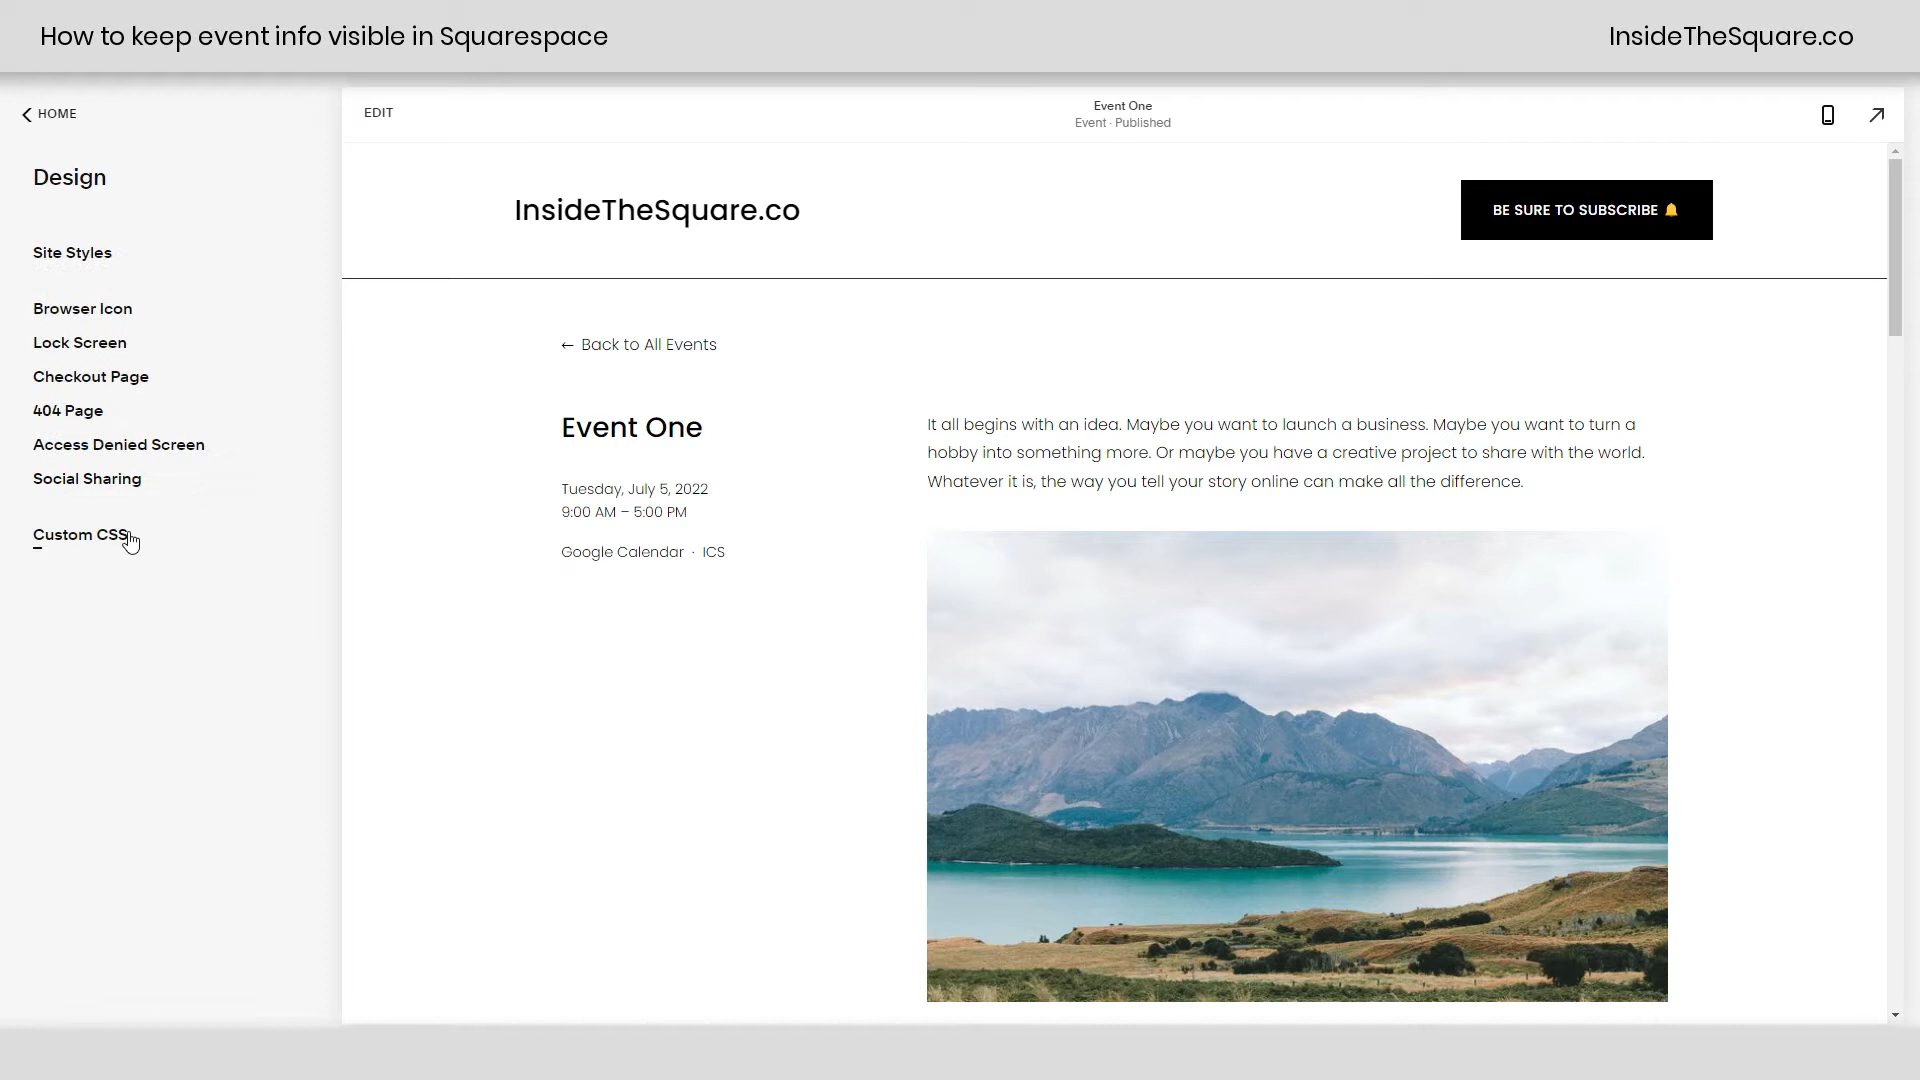 How to keep event info visible in Squarespace
InsideTheSquare.co
HOME
Design
Site Styles
Browser Icon
Lock Screen
Checkout Page
404 Page
Access Denied Screen
Social Sharing
Custom CSS
EDIT
Event One
Event · Published
InsideTheSquare.co
BE SURE TO SUBSCRIBE 🔔
← Back to All Events
Event One
Tuesday, July 5, 2022
9:00 AM – 5:00 PM
Google Calendar · ICS
It all begins with an idea. Maybe you want to launch a business. Maybe you want to turn a
hobby into something more. Or maybe you have a creative project to share with the world.
Whatever it is, the way you tell your story online can make all the difference.